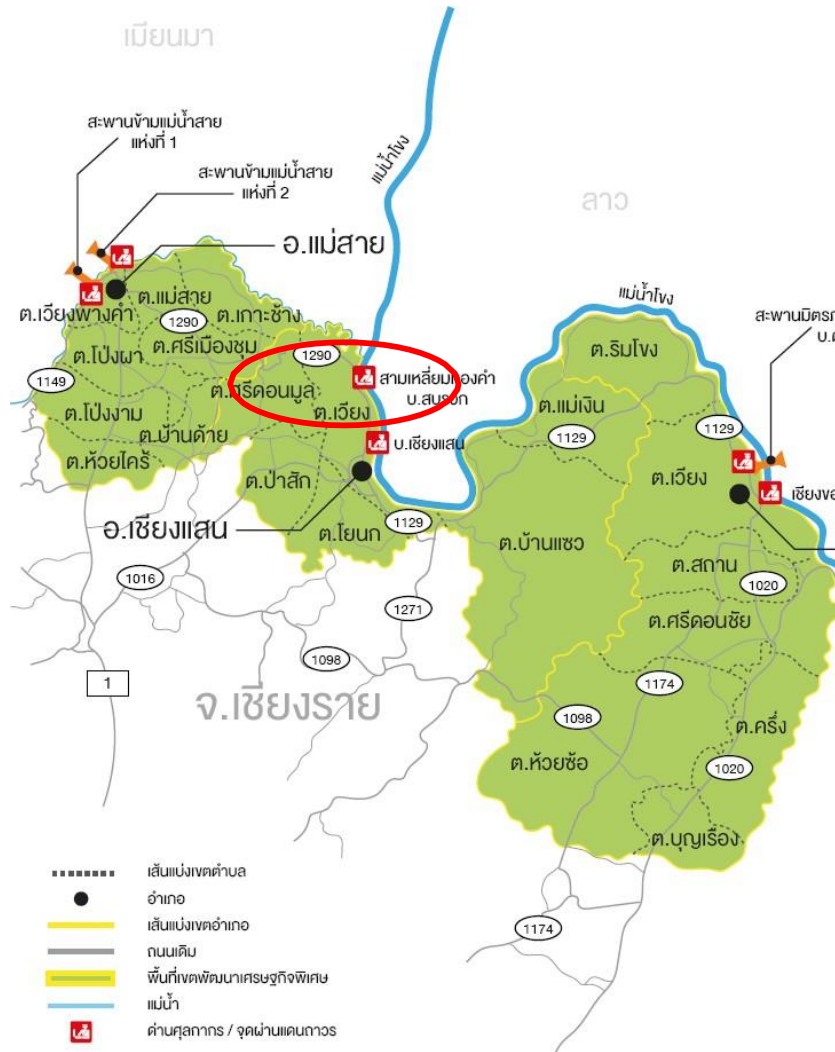 เมียนมา
สะพานข้ามแม่น้ำสาย
แห่งที่ 1
สะพานข้ามแม่น้ำสาย
แห่งที่ 2
แม่น้ำโขง
ลาว
อ.แม่สาย
แม่น้ำโขง
ต.เวียงพางคำ
ต.แม่สาย
ต.เกาะช้าง
1290
ต.ศรีเมืองชุม
ต.โป่งผา
1149
1290
สามเหลี่ยมทองคำ
บ.สบรวก
ต.ศรีดอนมูล
ต.เวียง
ต.โป่งงาม
ต.บ้านด้าย
ต.ห้วยไคร้
บ.เชียงแสน
ต.ป่าสัก
อ.เชียงแสน
ต.โยนก
1129
1016
1271
1098
1
จ.เชียงราย
ต.ริมโขง
ต.แม่เงิน
1129
1129
ต.เวียง
ต.บ้านแซว
ต.สถาน
1020
ต.ศรีดอนชัย
1174
1098
ต.ครึ่ง
ต.ห้วยซ้อ
1020
ต.บุญเรือง
1174
เส้นแบ่งเขตตำบล
อำเภอ
เส้นแบ่งเขตอำเภอ
ถนนเดิม
พื้นที่เขตพัฒนาเศรษฐกิจพิเศษ
แม่น้ำ
ด่านศุลกากร / จุดผ่านแดนถาวร